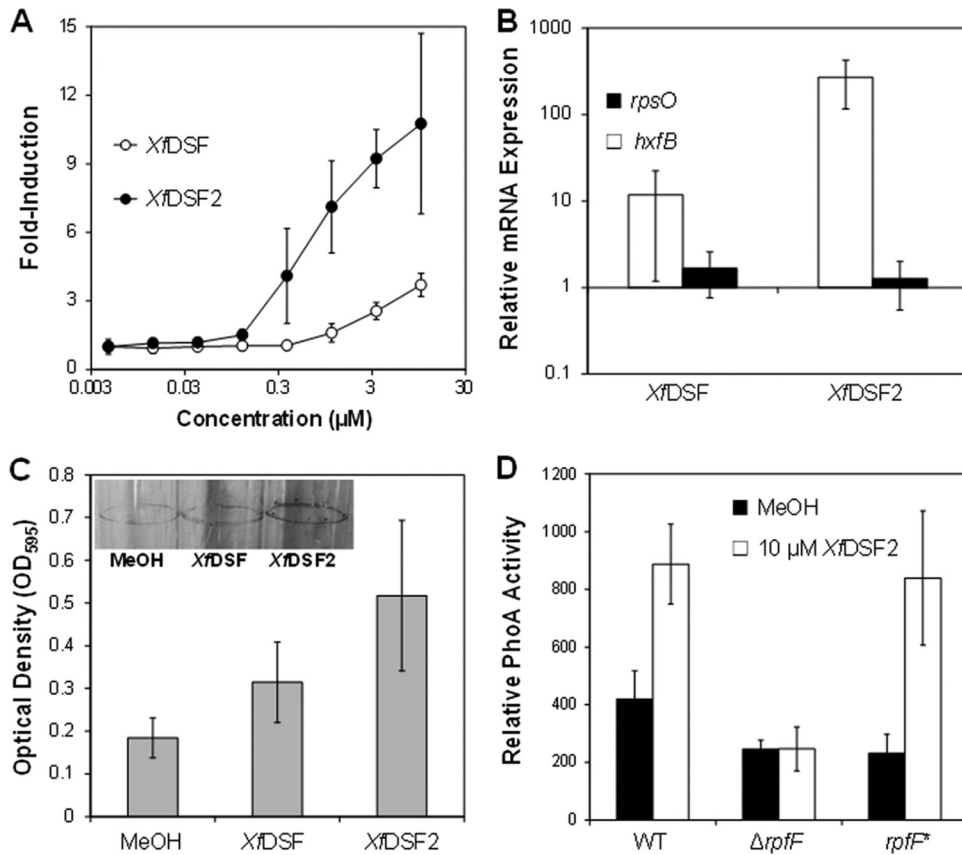 A
15
12
9
6
3
0
Fold-Induction
XfDSF
XfDSF2
0.003
0.03
0.3
3
30
Concentration (µM)
B
1000
100
10
1
0.1
Relative mRNA Expression
rpsO
hxfB
XfDSF
XfDSF2
C
0.8
0.7
0.6
0.5
0.4
0.3
0.2
0.1
0
Optical Density (OD595)
MeOH XfDSF XfDSF2
MeOH
XfDSF
XfDSF2
D
1200
1000
800
600
400
200
0
Relative PhoA Activity
MeOH
10 µM XfDSF2
WT
ΔrpfF
rpfF*